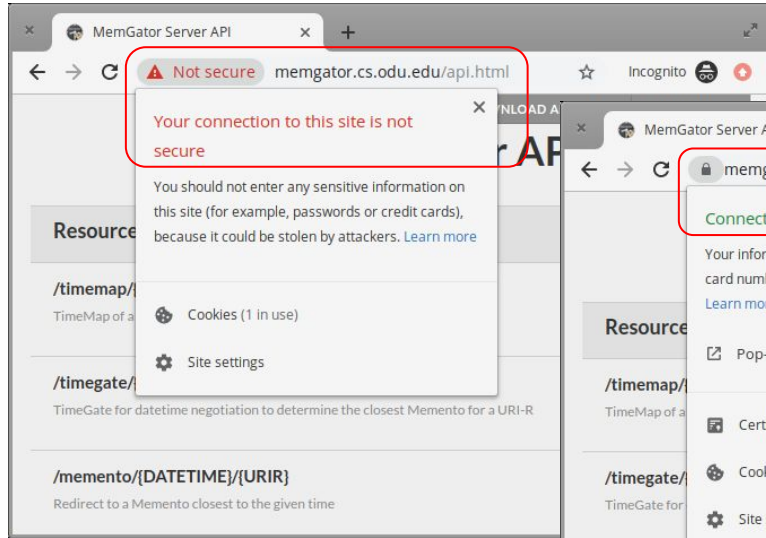 MemGator Server API
Not secure memgator.cs.odu.edu/api.html
Incognito
Your connection to this site is not
secure
You should not enter any sensitive information on
this site (for example, passwords or credit cards),
because it could be stolen by attackers. Learn more
Cookies (1 in use)
Site settings
NLOAD A
r AP
Resource
/timemap/{
TimeMap of a
/timegate/{
TimeGate for datetime negotiation to determine the closest Memento for a URI-R
/memento/{DATETIME}/{URIR}
Redirect to a Memento closest to the given time
MemGator Server A
memg
Connect
Your infor
card numb
Learn mor
Pop-
Cert
Cook
Site
Resource
/timemap/{
TimeMap of a
/timegate/{
TimeGate for